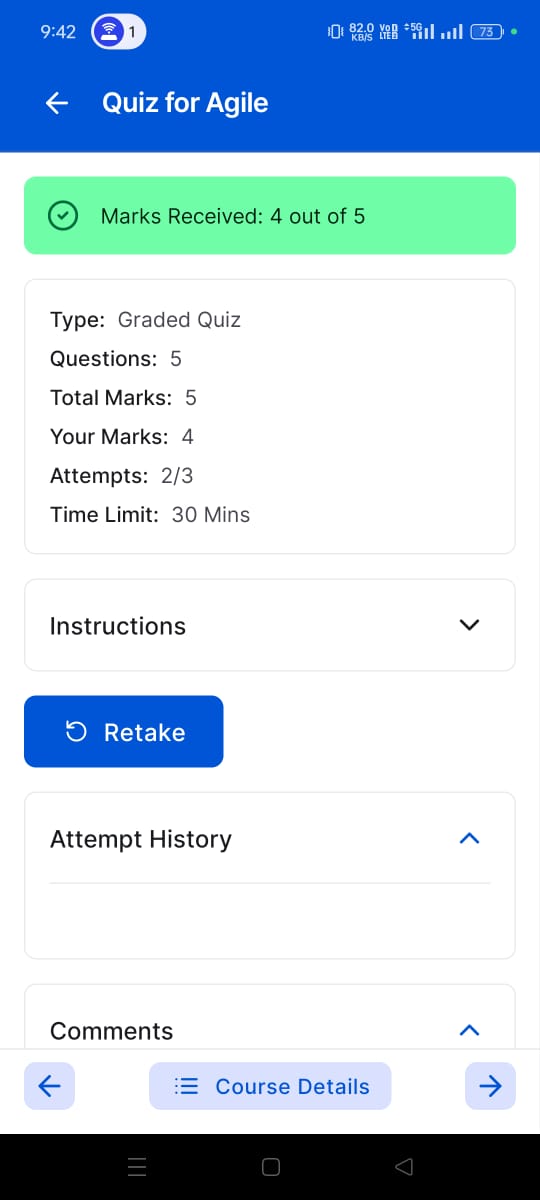 9:42 1 82.0 KB/S VoD LTE 5G 73
Quiz for Agile
Marks Received: 4 out of 5
Type: Graded Quiz
Questions: 5
Total Marks: 5
Your Marks: 4
Attempts: 2/3
Time Limit: 30 Mins
Instructions
Retake
Attempt History
Comments
Course Details